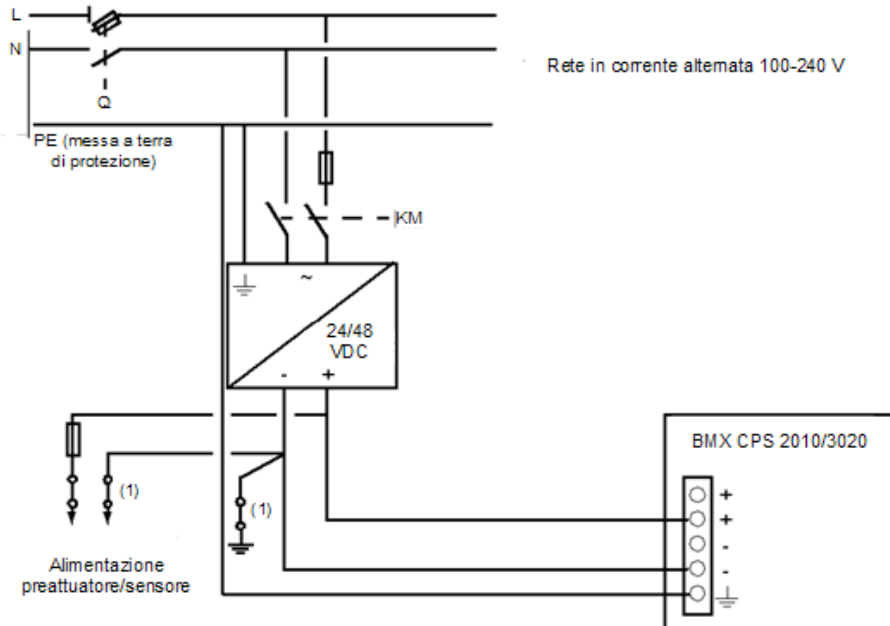 L
N
Rete in corrente alternata 100-240 V
Q
PE (messa a terra
di protezione)
KM
~
24/48
VDC
- +
BMX CPS 2010/3020
+
+
-
-
(1)
(1)
Alimentazione
preattuatore/sensore